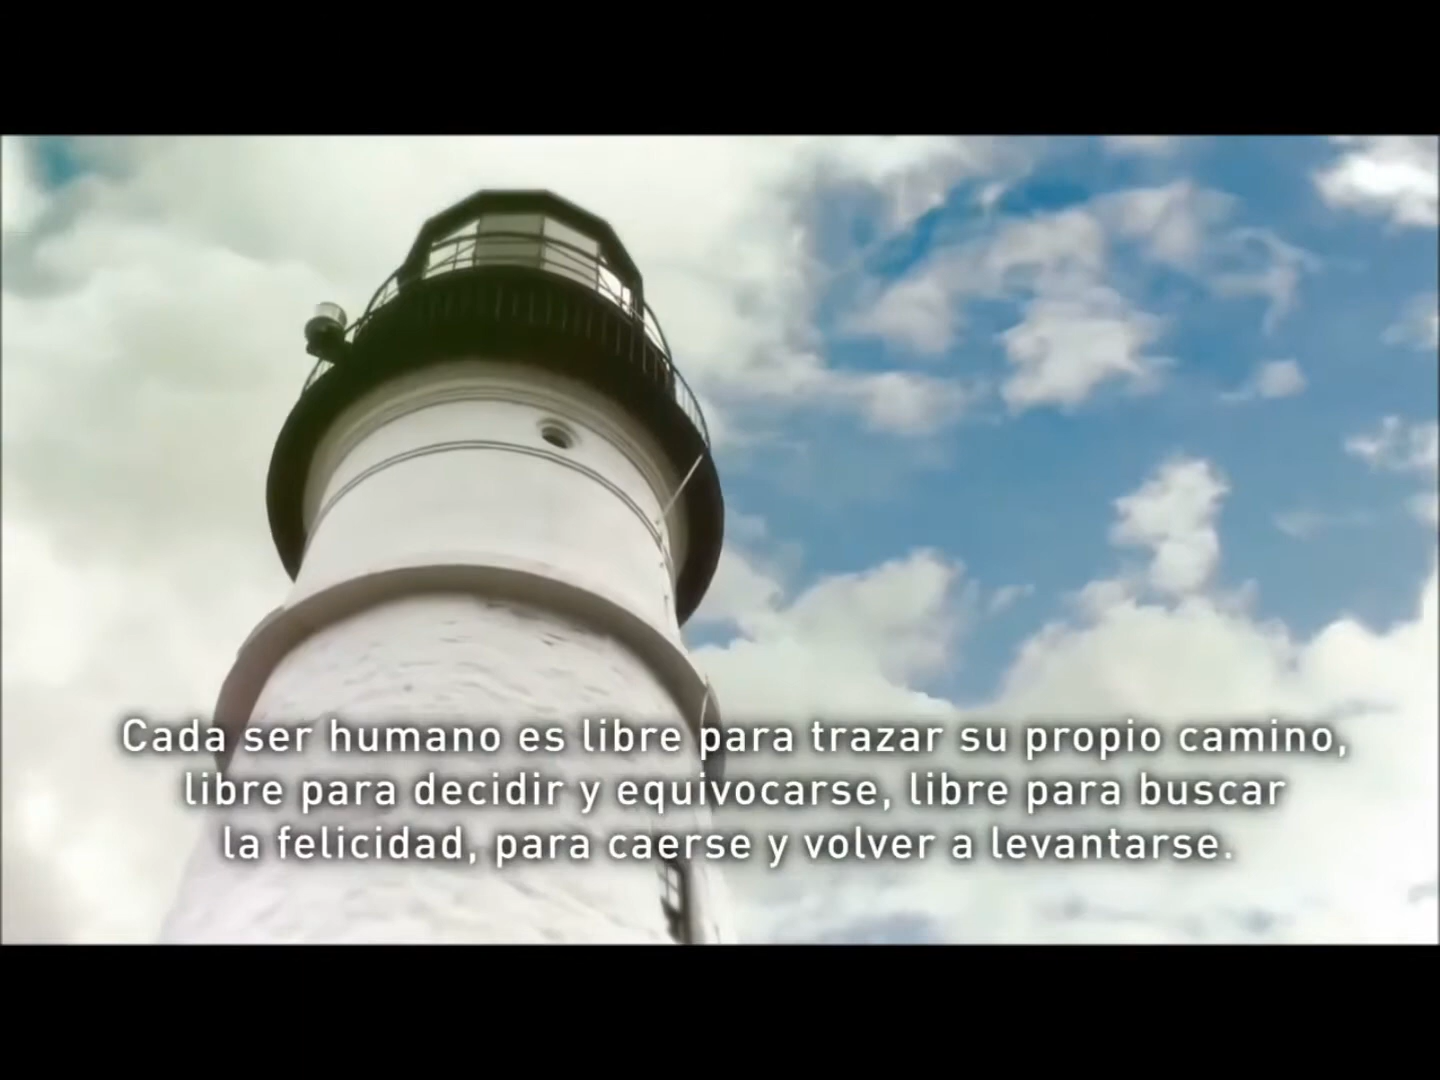 Cada ser humano es libre para trazar su propio camino,
libre para decidir y equivocarse, libre para buscar
la felicidad, para caerse y volver a levantarse.